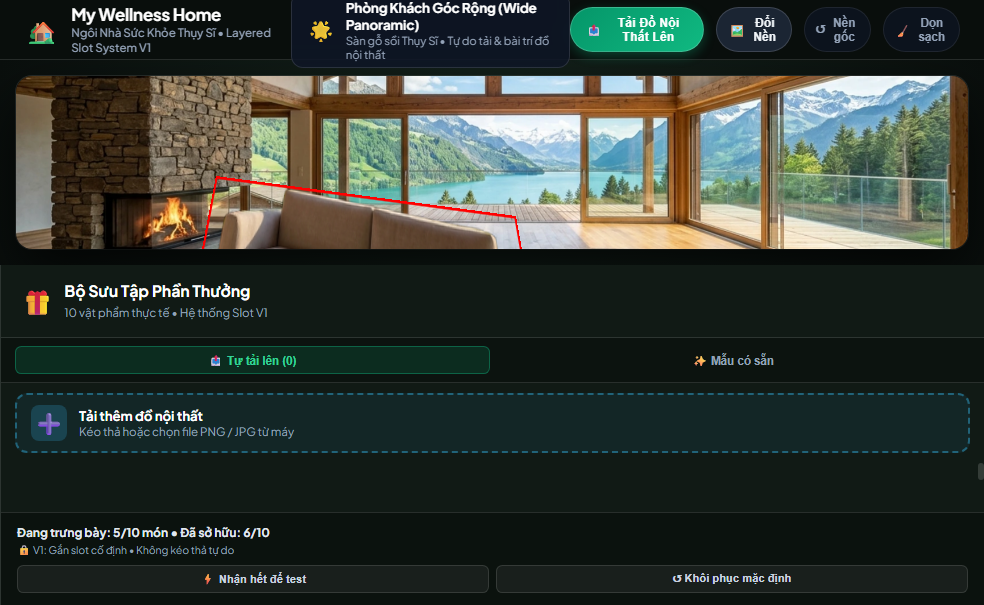 My Wellness Home
Ngôi Nhà Sức Khỏe Thụy Sĩ • Layered
Slot System V1
Phòng Khách Góc Rộng (Wide
Panoramic)
Sàn gỗ sồi Thụy Sĩ • Tự do tải & bài trí đồ
nội thất
Tải Đồ Nội
Thất Lên
Đổi
Nền
↺ Nền
gốc
Dọn
sạch
Bộ Sưu Tập Phần Thưởng
10 vật phẩm thực tế • Hệ thống Slot V1
Tự tải lên (0)
Mẫu có sẵn
Tải thêm đồ nội thất
Kéo thả hoặc chọn file PNG / JPG từ máy
Đang trưng bày: 5/10 món • Đã sở hữu: 6/10
V1: Gắn slot cố định • Không kéo thả tự do
Nhận hết để test
↺ Khôi phục mặc định